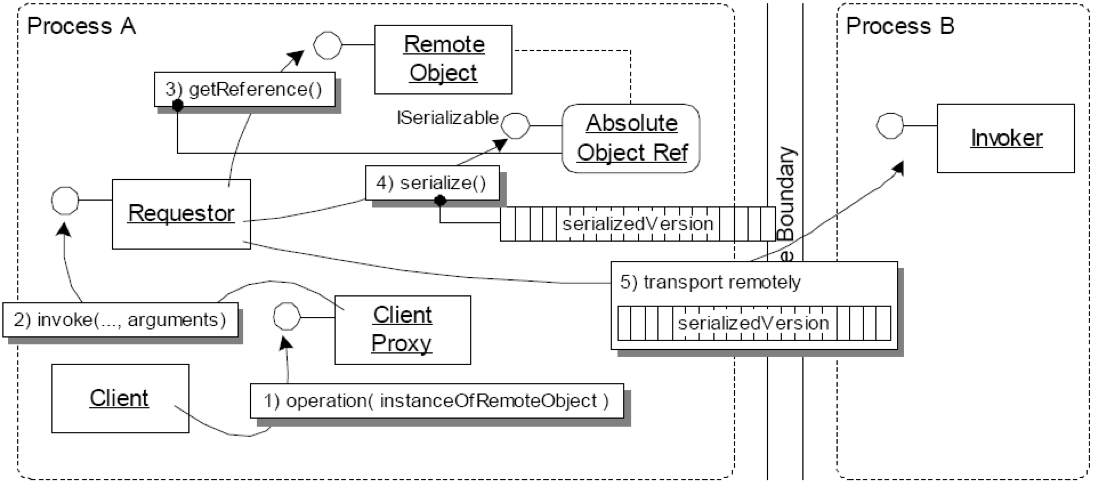 Process A
Process B
Remote
Object
3) getReference()
ISerializable
Absolute
Object Ref
Invoker
4) serialize()
Requestor
serializedVersion
e Boundary
5) transport remotely
serializedVersion
2) invoke(..., arguments)
Client
Proxy
Client
1) operation( instanceOfRemoteObject )